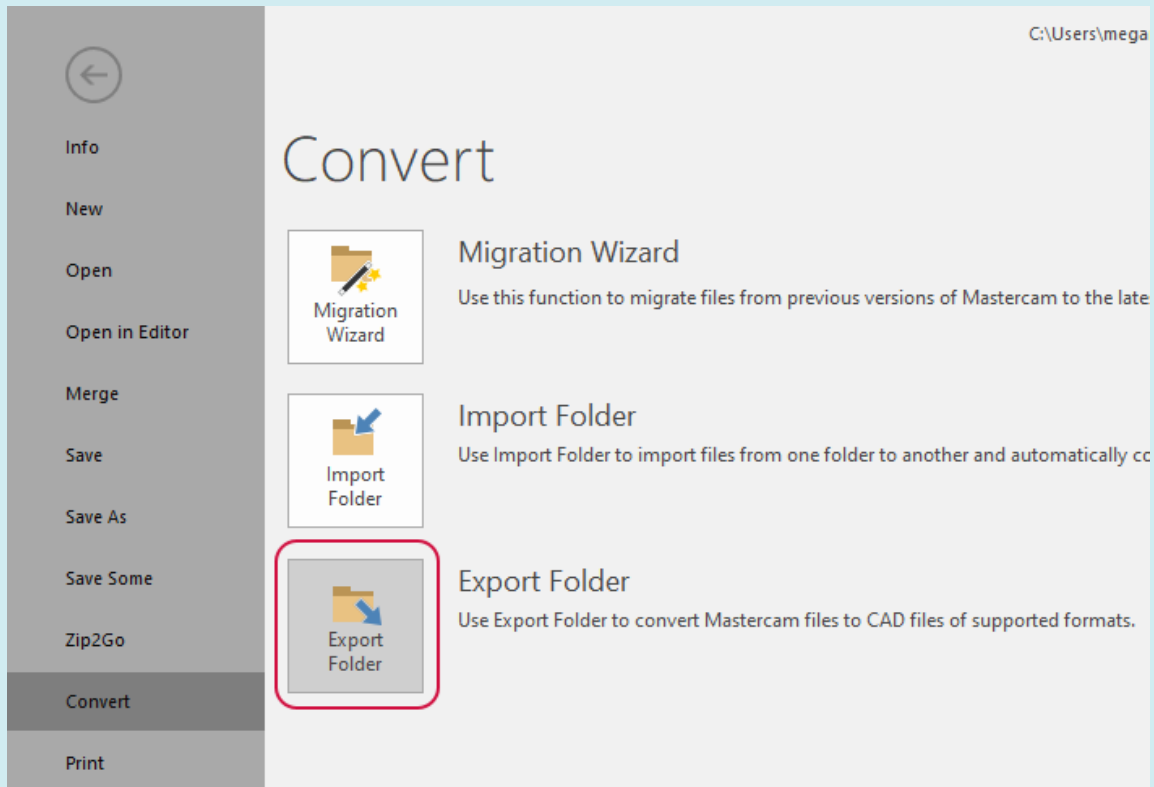 C:\Users\mega
Info
New
Open
Open in Editor
Merge
Save
Save As
Save Some
Zip2Go
Convert
Print
Convert
Migration
Wizard
Migration Wizard
Use this function to migrate files from previous versions of Mastercam to the late
Import
Folder
Import Folder
Use Import Folder to import files from one folder to another and automatically co
Export
Folder
Export Folder
Use Export Folder to convert Mastercam files to CAD files of supported formats.